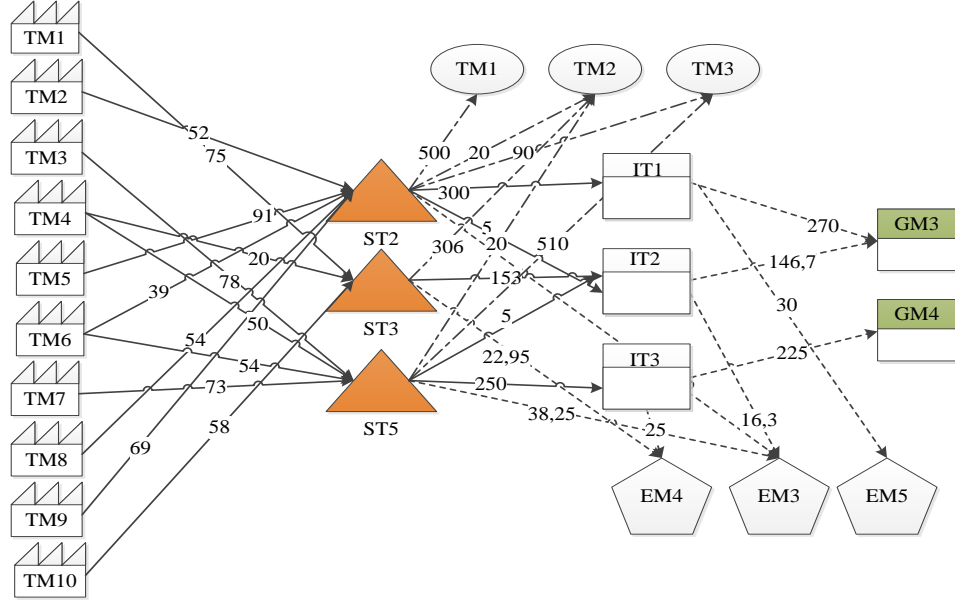 TM1
TM2
TM3
TM4
TM5
TM6
TM7
TM8
TM9
TM10
52
75
91
20
39
78
50
54
54
73
58
69
ST2
ST3
ST5
TM1
TM2
TM3
500
20
90
300
5
306
20
510
153
5
22,95
250
38,25
25
IT1
IT2
IT3
270
146,7
30
225
16,3
GM3
GM4
EM4
EM3
EM5